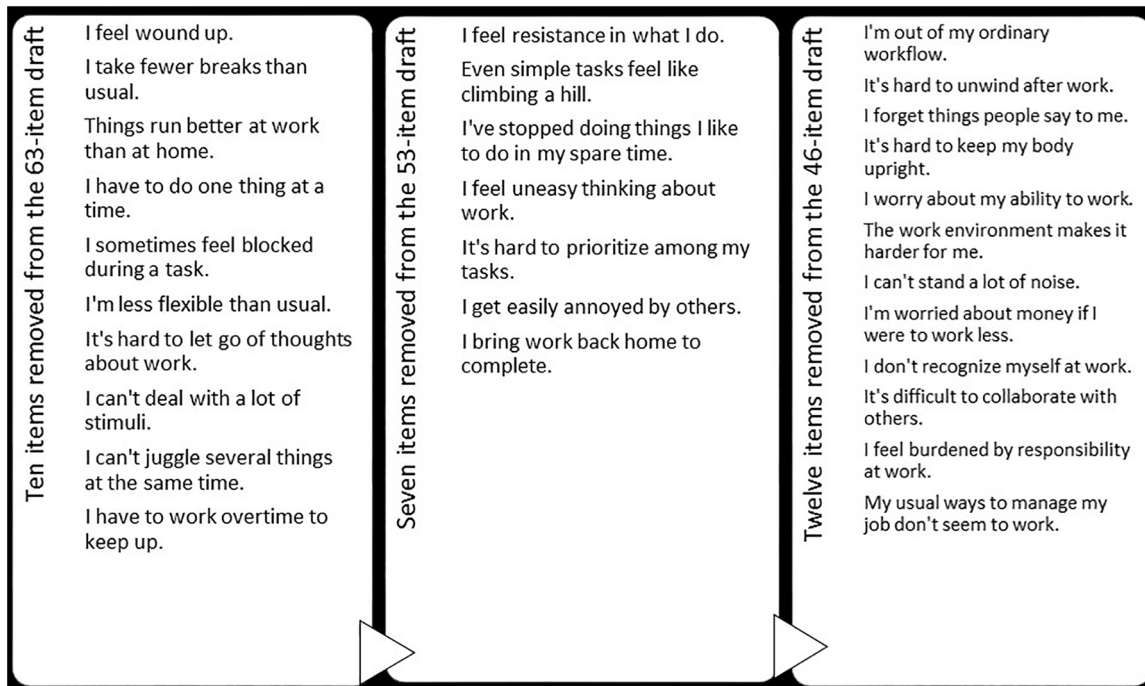 Ten items removed from the 63-item draft
I feel wound up.
I take fewer breaks than
usual.
Things run better at work
than at home.
I have to do one thing at a
time.
I sometimes feel blocked
during a task.
I'm less flexible than usual.
It's hard to let go of thoughts
about work.
I can't deal with a lot of
stimuli.
I can't juggle several things
at the same time.
I have to work overtime to
keep up.
Seven items removed from the 53-item draft
I feel resistance in what I do.
Even simple tasks feel like
climbing a hill.
I've stopped doing things I like
to do in my spare time.
I feel uneasy thinking about
work.
It's hard to prioritize among my
tasks.
I get easily annoyed by others.
I bring work back home to
complete.
Twelve items removed from the 46-item draft
I'm out of my ordinary
workflow.
It's hard to unwind after work.
I forget things people say to me.
It's hard to keep my body
upright.
I worry about my ability to work.
The work environment makes it
harder for me.
I can't stand a lot of noise.
I'm worried about money if I
were to work less.
I don't recognize myself at work.
It's difficult to collaborate with
others.
I feel burdened by responsibility
at work.
My usual ways to manage my
job don't seem to work.